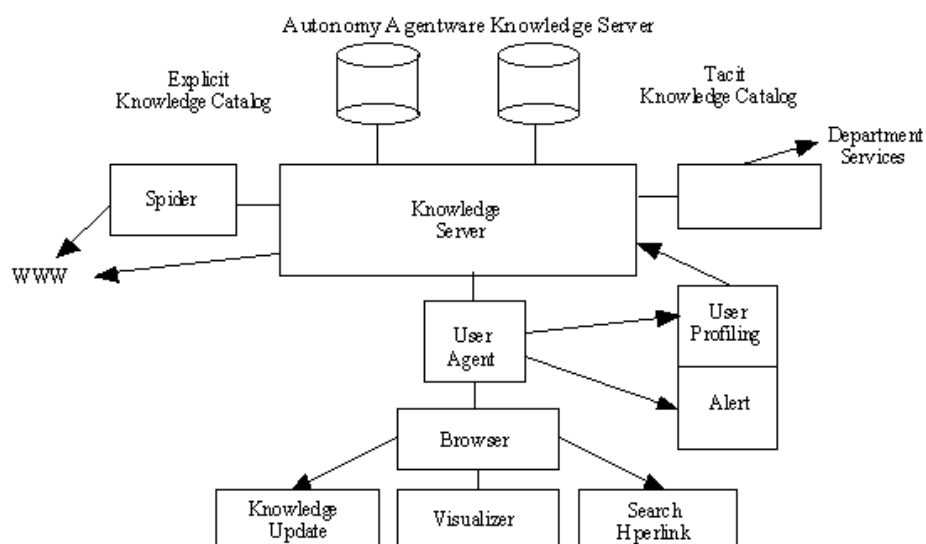 Autonomy Agentware Knowledge Server
Explicit
Knowledge Catalog
Tacit
Knowledge Catalog
Department
Services
Spider
Knowledge
Server
WWW
User
Agent
User
Profiling
Alert
Browser
Knowledge
Update
Visualizer
Search
Hperlink